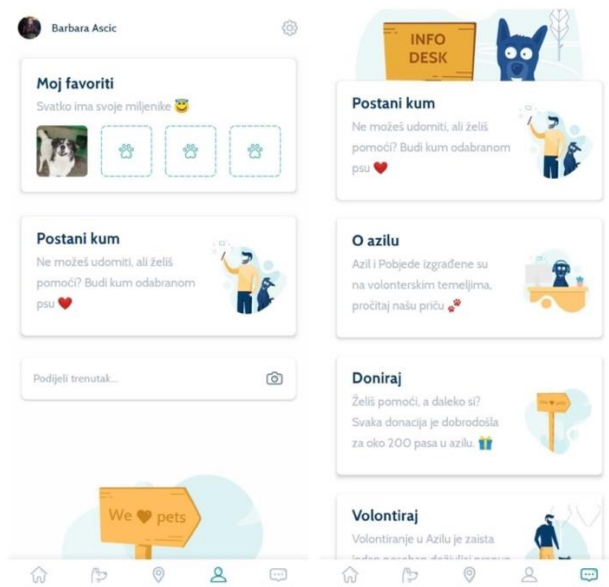 Barbara Ascic
Moj favoriti
Svatko ima svoje miljenike 😇
Postani kum
Ne možeš udomiti, ali želiš
pomoći? Budi kum odabranom
psu ❤️
Podijeli trenutak...
We 🖤 pets
INFO
DESK
Postani kum
Ne možeš udomiti, ali želiš
pomoći? Budi kum odabranom
psu ❤️
O azilu
Azil i Pobjede izgrađene su
na volonterskim temeljima,
pročitaj našu priču 🐾
Doniraj
Želiš pomoći, a daleko si?
Svaka donacija je dobrodošla
za oko 200 pasa u azilu. 🎁
We pets
Volontiraj
Volontiranje u Azilu je zaista